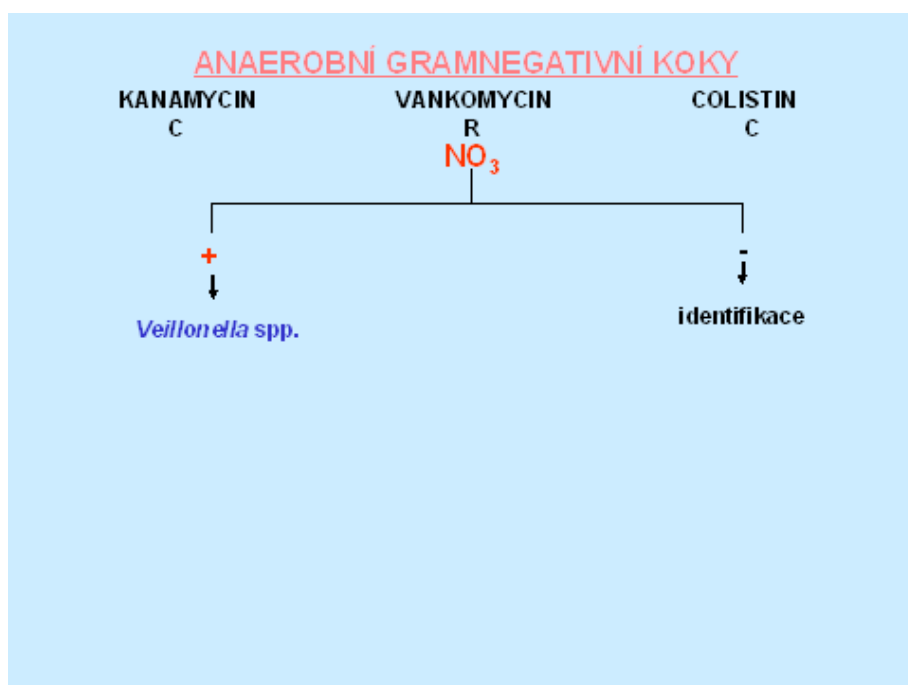 ANAEROBNÍ GRAMNEGATIVNÍ KOKY
KANAMYCIN VANKOMYCIN COLISTIN
C R C
NO₃
+ -
Veillonella spp. identifikace